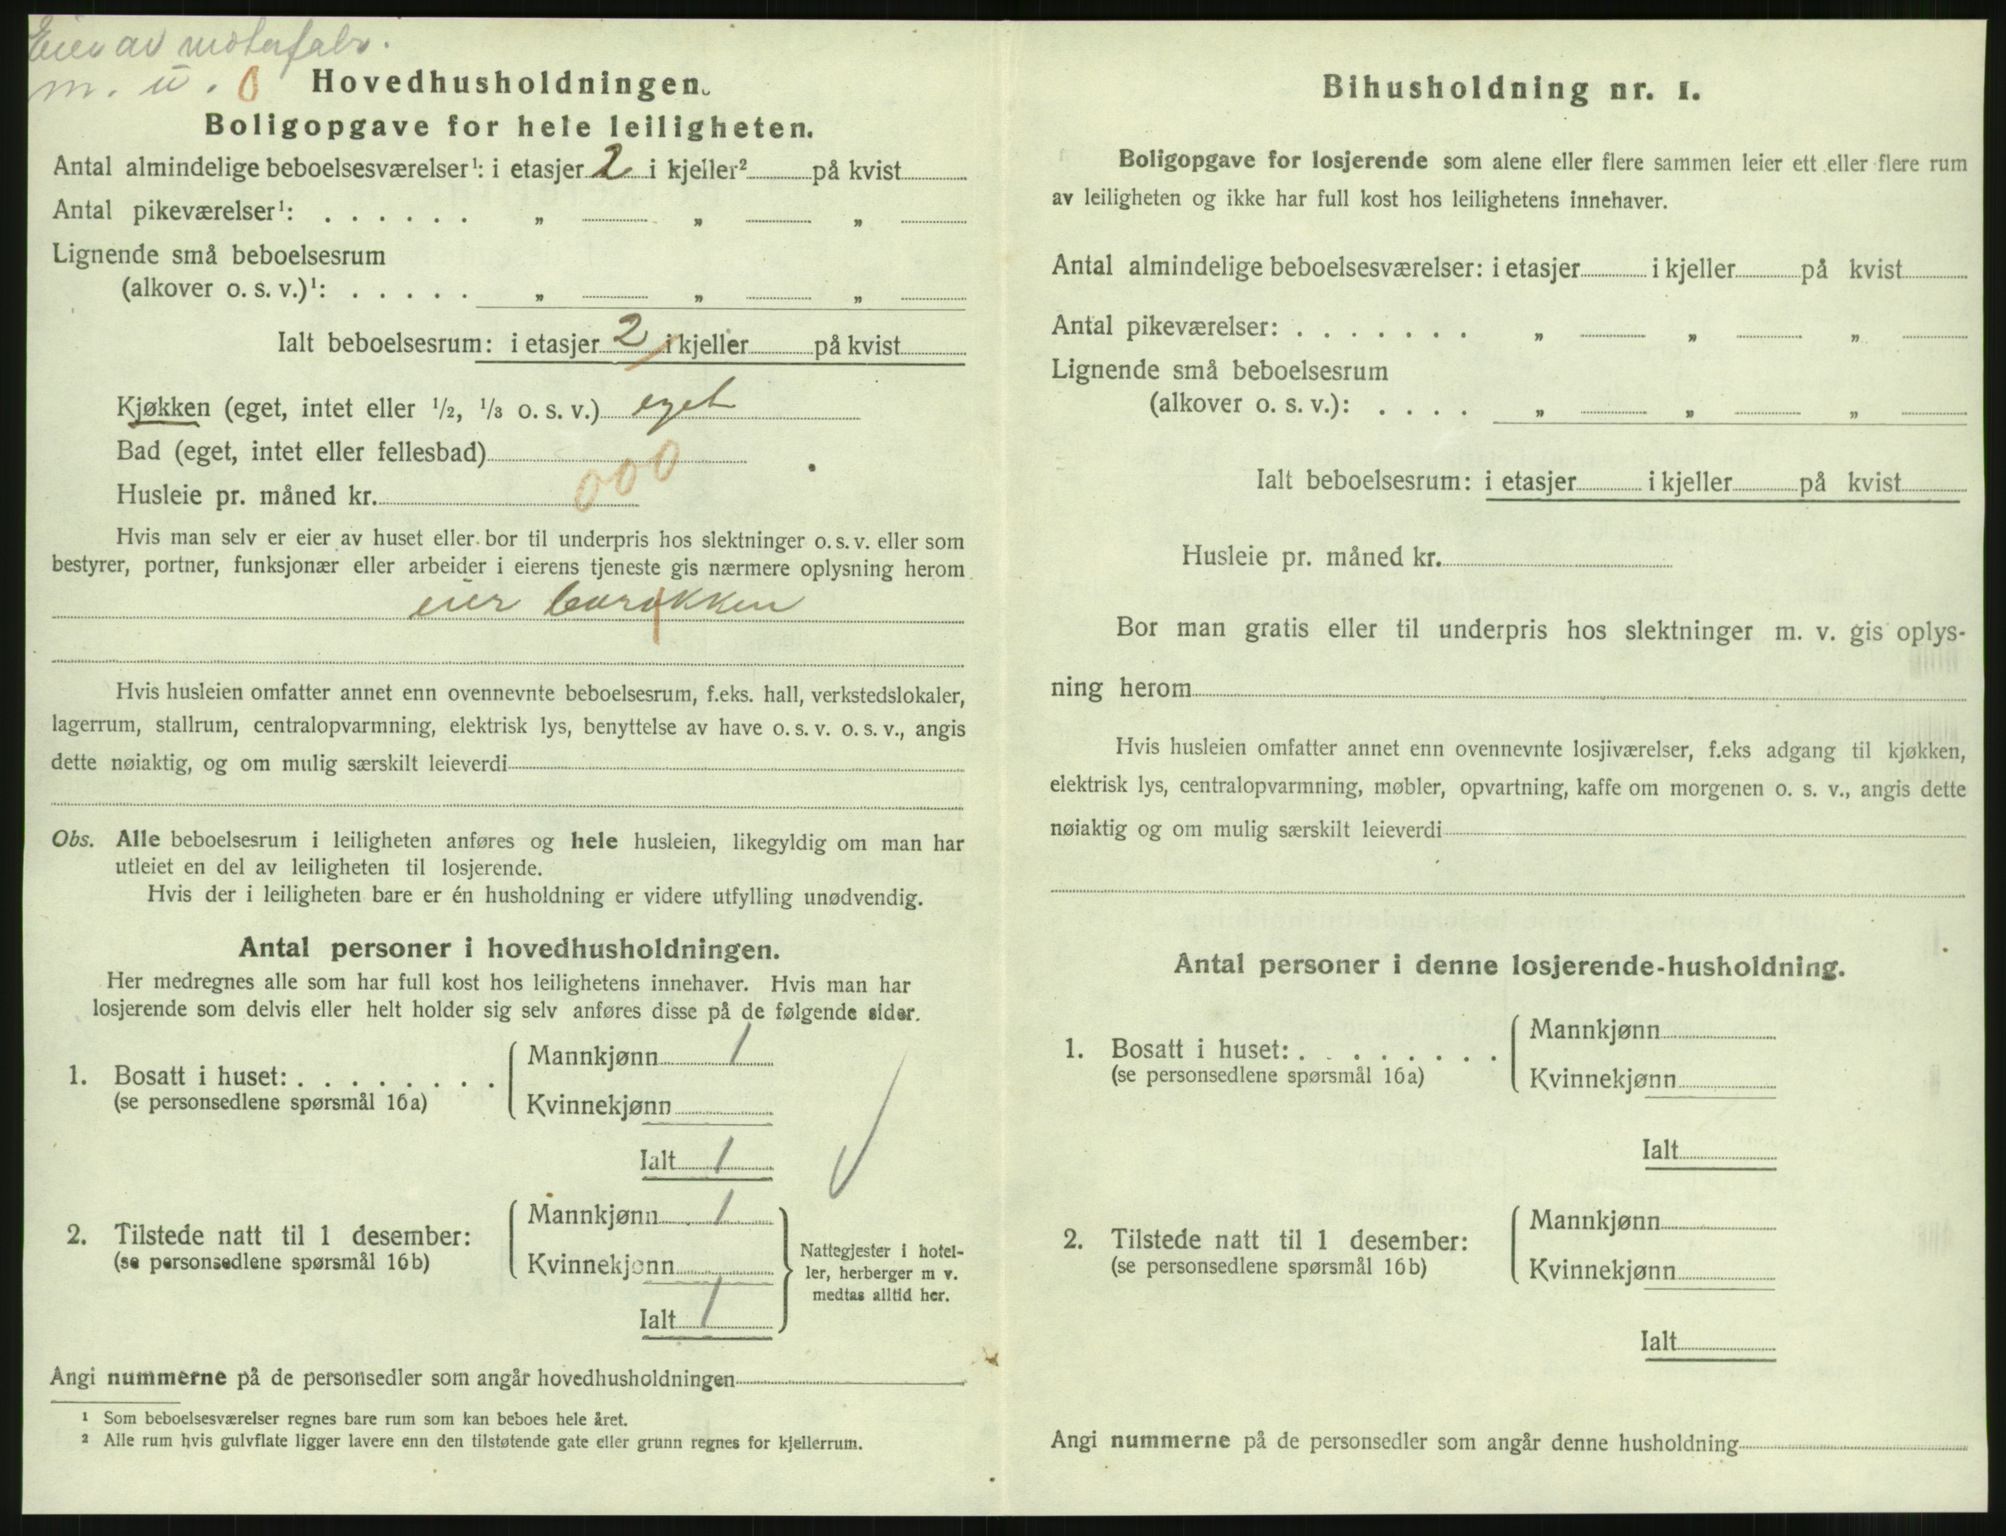 Eier av motorfabr.
m. u. 0
Hovedhusholdningen.
Boligopgave for hele leiligheten.
Antal almindelige beboelsesværelser¹: i etasjer 2 i kjeller² på kvist
Antal pikeværelser¹: . . . . . . „ „ „
Lignende små beboelsesrum
(alkover o. s. v.)¹: . . . . . „ „ „
Ialt beboelsesrum: i etasjer 2 i kjeller på kvist
Kjøkken (eget, intet eller 1/2, 1/3 o. s. v.) eget
Bad (eget, intet eller fellesbad)
Husleie pr. måned kr. 000
Hvis man selv er eier av huset eller bor til underpris hos slektninger o. s. v. eller som
bestyrer, portner, funksjonær eller arbeider i eierens tjeneste gis nærmere oplysning herom
eier barakken
Hvis husleien omfatter annet enn ovennevnte beboelsesrum, f.eks. hall, verkstedslokaler,
lagerrum, stallrum, centralopvarmning, elektrisk lys, benyttelse av have o. s. v. o. s. v., angis
dette nøiaktig, og om mulig særskilt leieverdi
Obs. Alle beboelsesrum i leiligheten anføres og hele husleien, likegyldig om man har
utleiet en del av leiligheten til losjerende.
Hvis der i leiligheten bare er én husholdning er videre utfylling unødvendig.
Antal personer i hovedhusholdningen.
Her medregnes alle som har full kost hos leilighetens innehaver. Hvis man har
losjerende som delvis eller helt holder sig selv anføres disse på de følgende sider.
1. Bosatt i huset: . . . . . . . .
(se personsedlene spørsmål 16a)
Mannkjønn 1
Kvinnekjønn
Ialt 1
2. Tilstede natt til 1 desember:
(se personsedlene spørsmål 16b)
Mannkjønn 1
Kvinnekjønn
Ialt 1
Nattegjester i hotel-
ler, herberger m v.
medtas alltid her.
Angi nummerne på de personsedler som angår hovedhusholdningen
¹ Som beboelsesværelser regnes bare rum som kan beboes hele året.
² Alle rum hvis gulvflate ligger lavere enn den tilstøtende gate eller grunn regnes for kjellerrum.
Bihusholdning nr. 1.
Boligopgave for losjerende som alene eller flere sammen leier ett eller flere rum
av leiligheten og ikke har full kost hos leilighetens innehaver.
Antal almindelige beboelsesværelser: i etasjer i kjeller på kvist
Antal pikeværelser: . . . . . . . „ „ „
Lignende små beboelsesrum
(alkover o. s. v.): . . . . „ „ „
Ialt beboelsesrum: i etasjer i kjeller på kvist
Husleie pr. måned kr.
Bor man gratis eller til underpris hos slektninger m. v. gis oplys-
ning herom
Hvis husleien omfatter annet enn ovennevnte losjiværelser, f.eks adgang til kjøkken,
elektrisk lys, centralopvarmning, møbler, opvartning, kaffe om morgenen o. s. v., angis dette
nøiaktig og om mulig særskilt leieverdi
Antal personer i denne losjerende-husholdning.
1. Bosatt i huset: . . . . . . . .
(se personsedlene spørsmål 16a)
Mannkjønn
Kvinnekjønn
Ialt
2. Tilstede natt til 1 desember:
(se personsedlene spørsmål 16b)
Mannkjønn
Kvinnekjønn
Ialt
Angi nummerne på de personsedler som angår denne husholdning